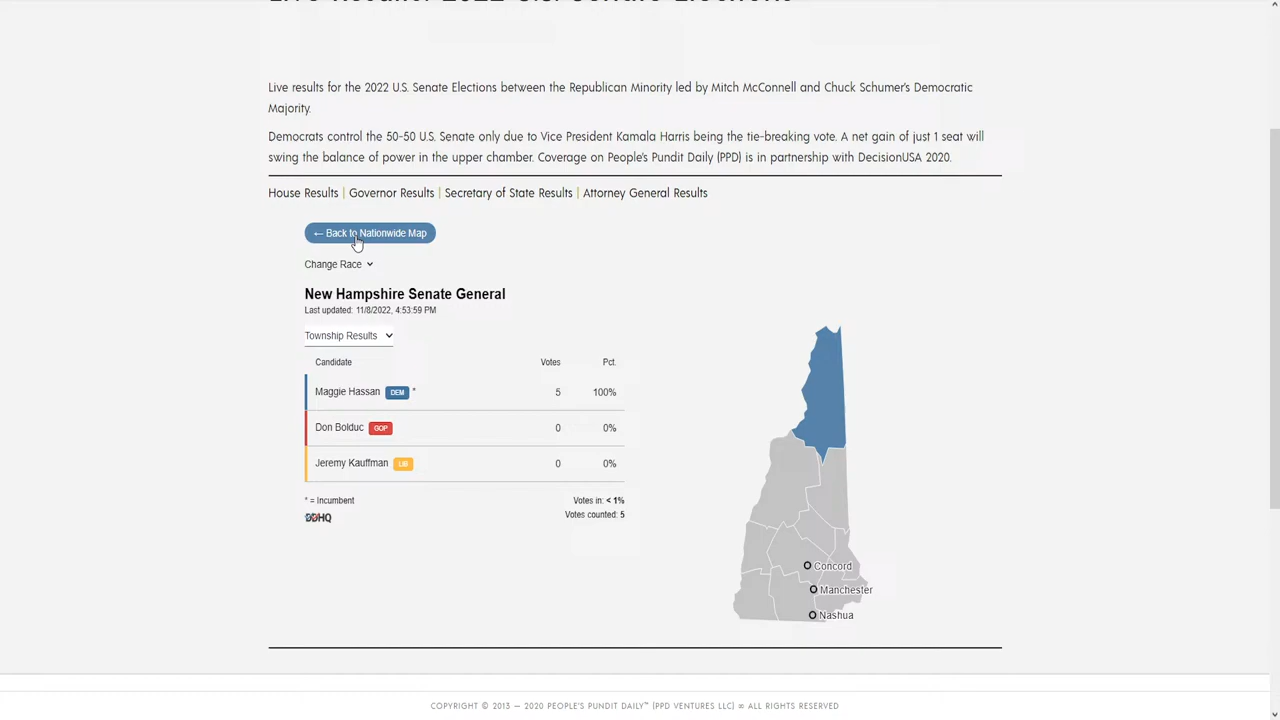 Live Results: 2022 U.S. Senate Elections
Live results for the 2022 U.S. Senate Elections between the Republican Minority led by Mitch McConnell and Chuck Schumer's Democratic
Majority.
Democrats control the 50-50 U.S. Senate only due to Vice President Kamala Harris being the tie-breaking vote. A net gain of just 1 seat will
swing the balance of power in the upper chamber. Coverage on People's Pundit Daily (PPD) is in partnership with DecisionUSA 2020.
House Results | Governor Results | Secretary of State Results | Attorney General Results
← Back to Nationwide Map
Change Race
New Hampshire Senate General
Last updated: 11/8/2022, 4:53:59 PM
Township Results
Candidate Votes Pct.
Maggie Hassan DEM * 5 100%
Don Bolduc GOP 0 0%
Jeremy Kauffman LIB 0 0%
* = Incumbent Votes in: < 1%
DDHQ Votes counted: 5
Concord
Manchester
Nashua
COPYRIGHT © 2013 — 2020 PEOPLE'S PUNDIT DAILY™ (PPD VENTURES LLC) ∞ ALL RIGHTS RESERVED